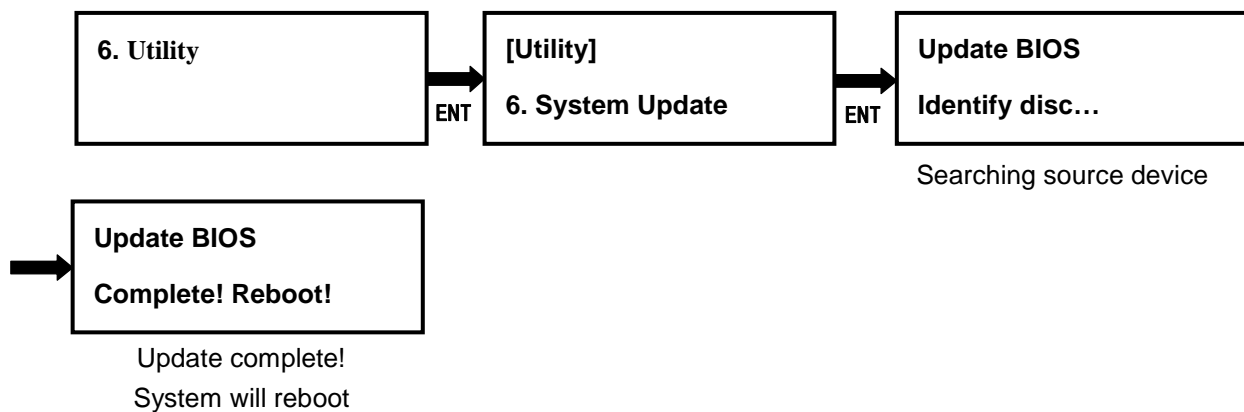 6. Utility
ENT
[Utility]
6. System Update
ENT
Update BIOS
Identify disc…
Searching source device
Update BIOS
Complete! Reboot!
Update complete!
System will reboot